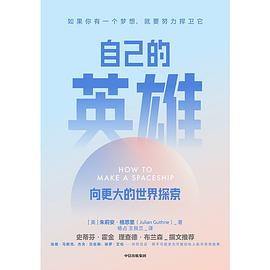 如果你有一个梦想，就要努力捍卫它
自己的
英雄
HOW TO
MAKE A SPACESHIP
向更大的世界探索
[美] 朱莉安·格思里（Julian Guthrie）著
史蒂芬·霍金 理查德·布兰森_撰文推荐
中信出版集团